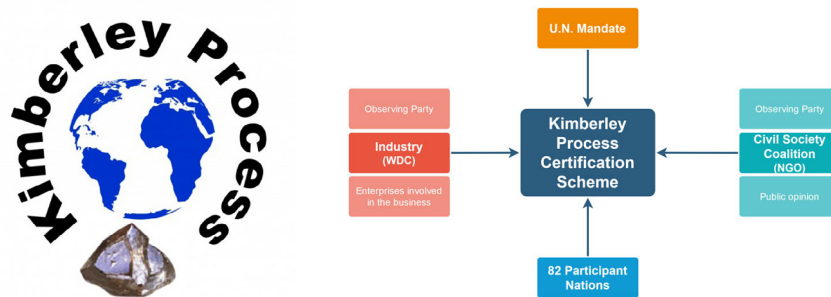 Kimberley Process
U.N. Mandate
Observing Party
Industry
(WDC)
Enterprises involved
in the business
Kimberley
Process
Certification
Scheme
Observing Party
Civil Society
Coalition
(NGO)
Public opinion
82 Participant
Nations